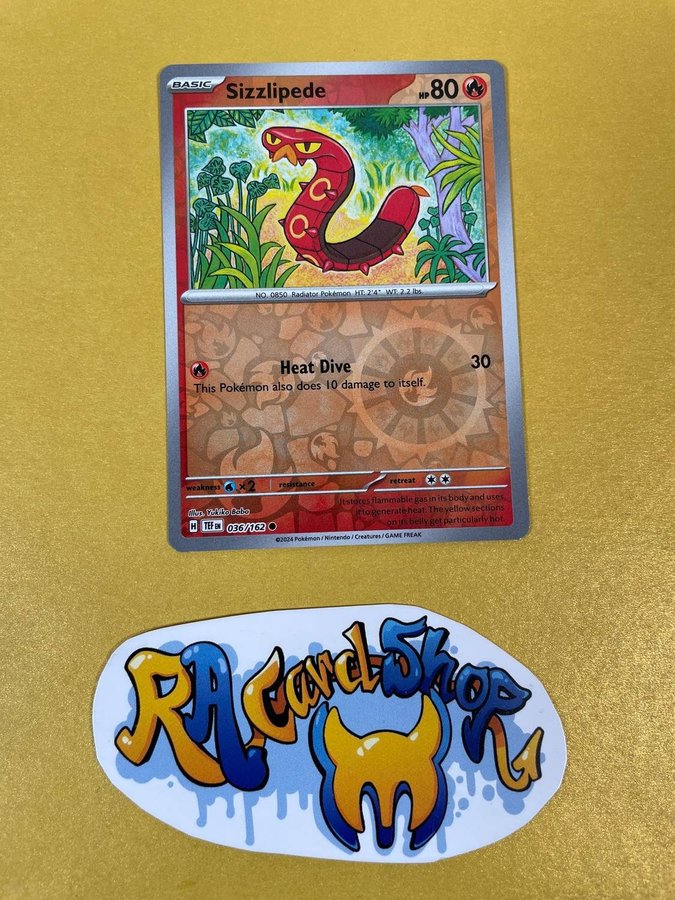 BASIC Sizzlipede HP 80
NO. 0850 Radiator Pokémon HT: 2'4" WT: 2.2 lbs.
Heat Dive 30
This Pokémon also does 10 damage to itself.
weakness ×2 resistance retreat
Illus. Yukiko Baba
It stores flammable gas in its body and uses
it to generate heat. The yellow sections
on its belly get particularly hot.
H TEF EN 036/162
©2024 Pokémon / Nintendo / Creatures / GAME FREAK
RA Card Shop